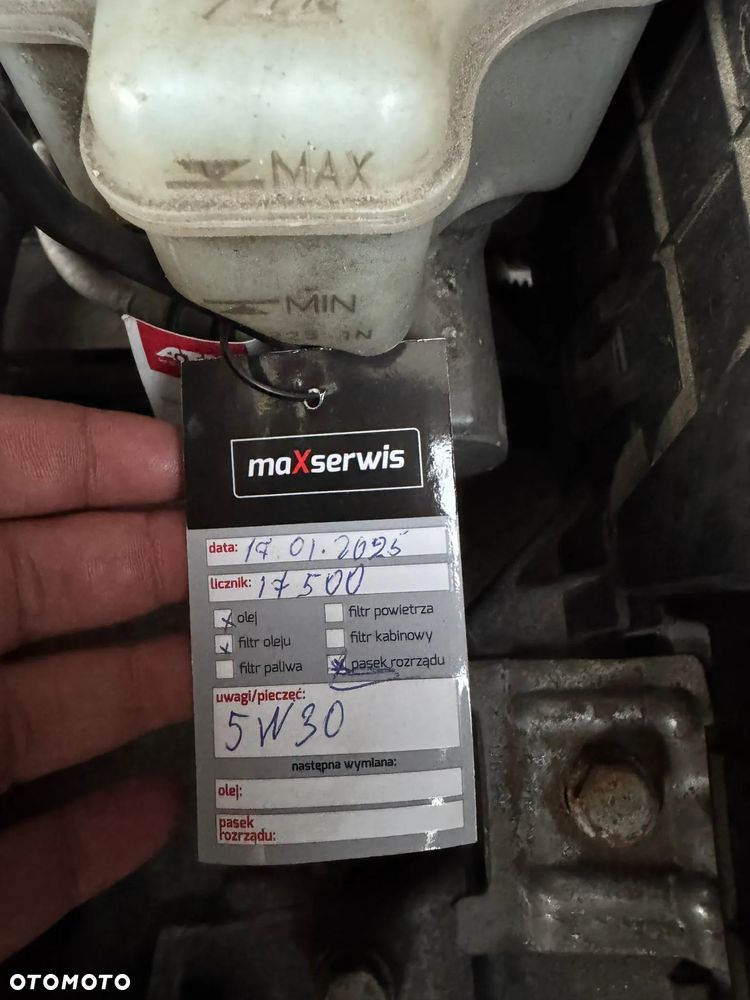 MAX
MIN
maXserwis
data: 17.01.2025
licznik: 17500
olej
filtr powietrza
filtr oleju
filtr kabinowy
filtr paliwa
pasek rozrządu
uwagi/pieczęć:
5W30
następna wymiana:
olej:
pasek
rozrządu:
OTOMOTO